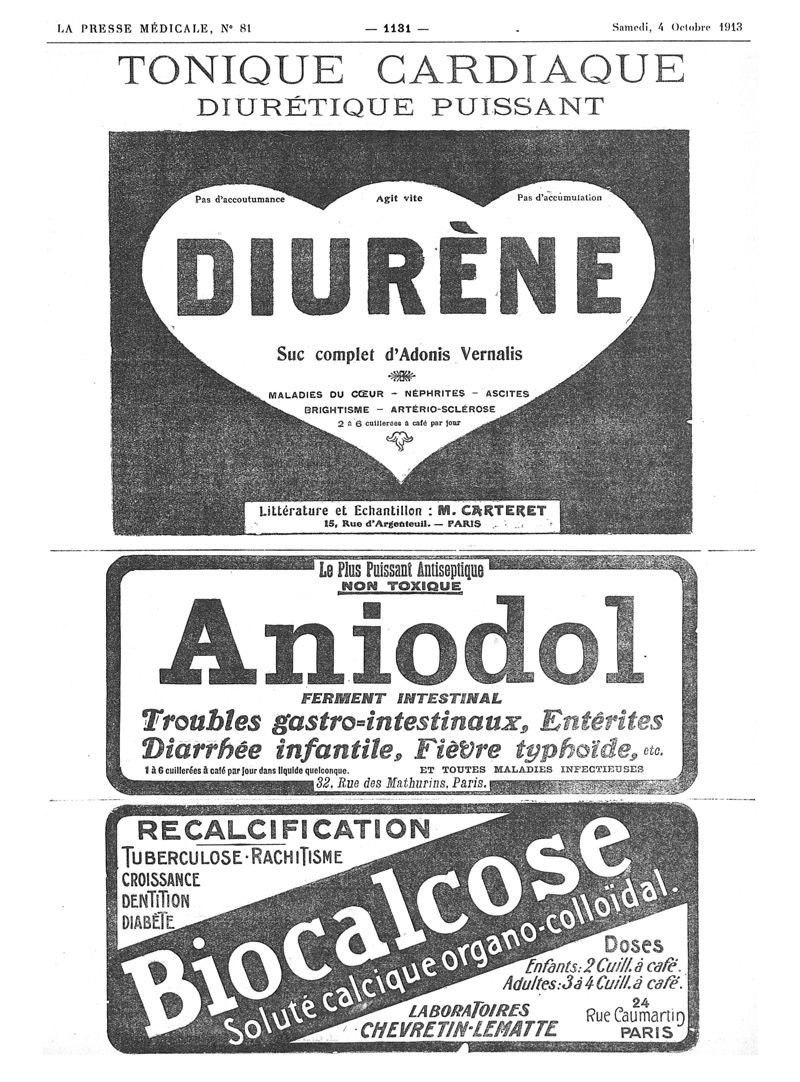 LA PRESSE MÉDICALE, N° 81 — 1131 — Samedi, 4 Octobre 1913
TONIQUE CARDIAQUE
DIURÉTIQUE PUISSANT
Pas d'accoutumance Agit vite Pas d'accumulation
DIURÈNE
Suc complet d'Adonis Vernalis
MALADIES DU CŒUR – NÉPHRITES – ASCITES
BRIGHTISME – ARTÉRIO-SCLÉROSE
2 à 6 cuillerées à café par jour
Littérature et Echantillon : M. CARTERET
15, Rue d'Argenteuil. — PARIS
Le Plus Puissant Antiseptique
NON TOXIQUE
Aniodol
FERMENT INTESTINAL
Troubles gastro-intestinaux, Entérites
Diarrhée infantile, Fièvre typhoïde, etc.
1 à 6 cuillerées à café par jour dans liquide quelconque. ET TOUTES MALADIES INFECTIEUSES
32, Rue des Mathurins, Paris.
RECALCIFICATION
TUBERCULOSE·RACHITISME
CROISSANCE
DENTITION
DIABÈTE
Biocalcose
Soluté calcique organo-colloïdal.
Doses
Enfants: 2 Cuill. à café.
Adultes: 3 à 4 Cuill. à café.
LABORATOIRES
CHEVRETIN-LEMATTE
24
Rue Caumartin
PARIS